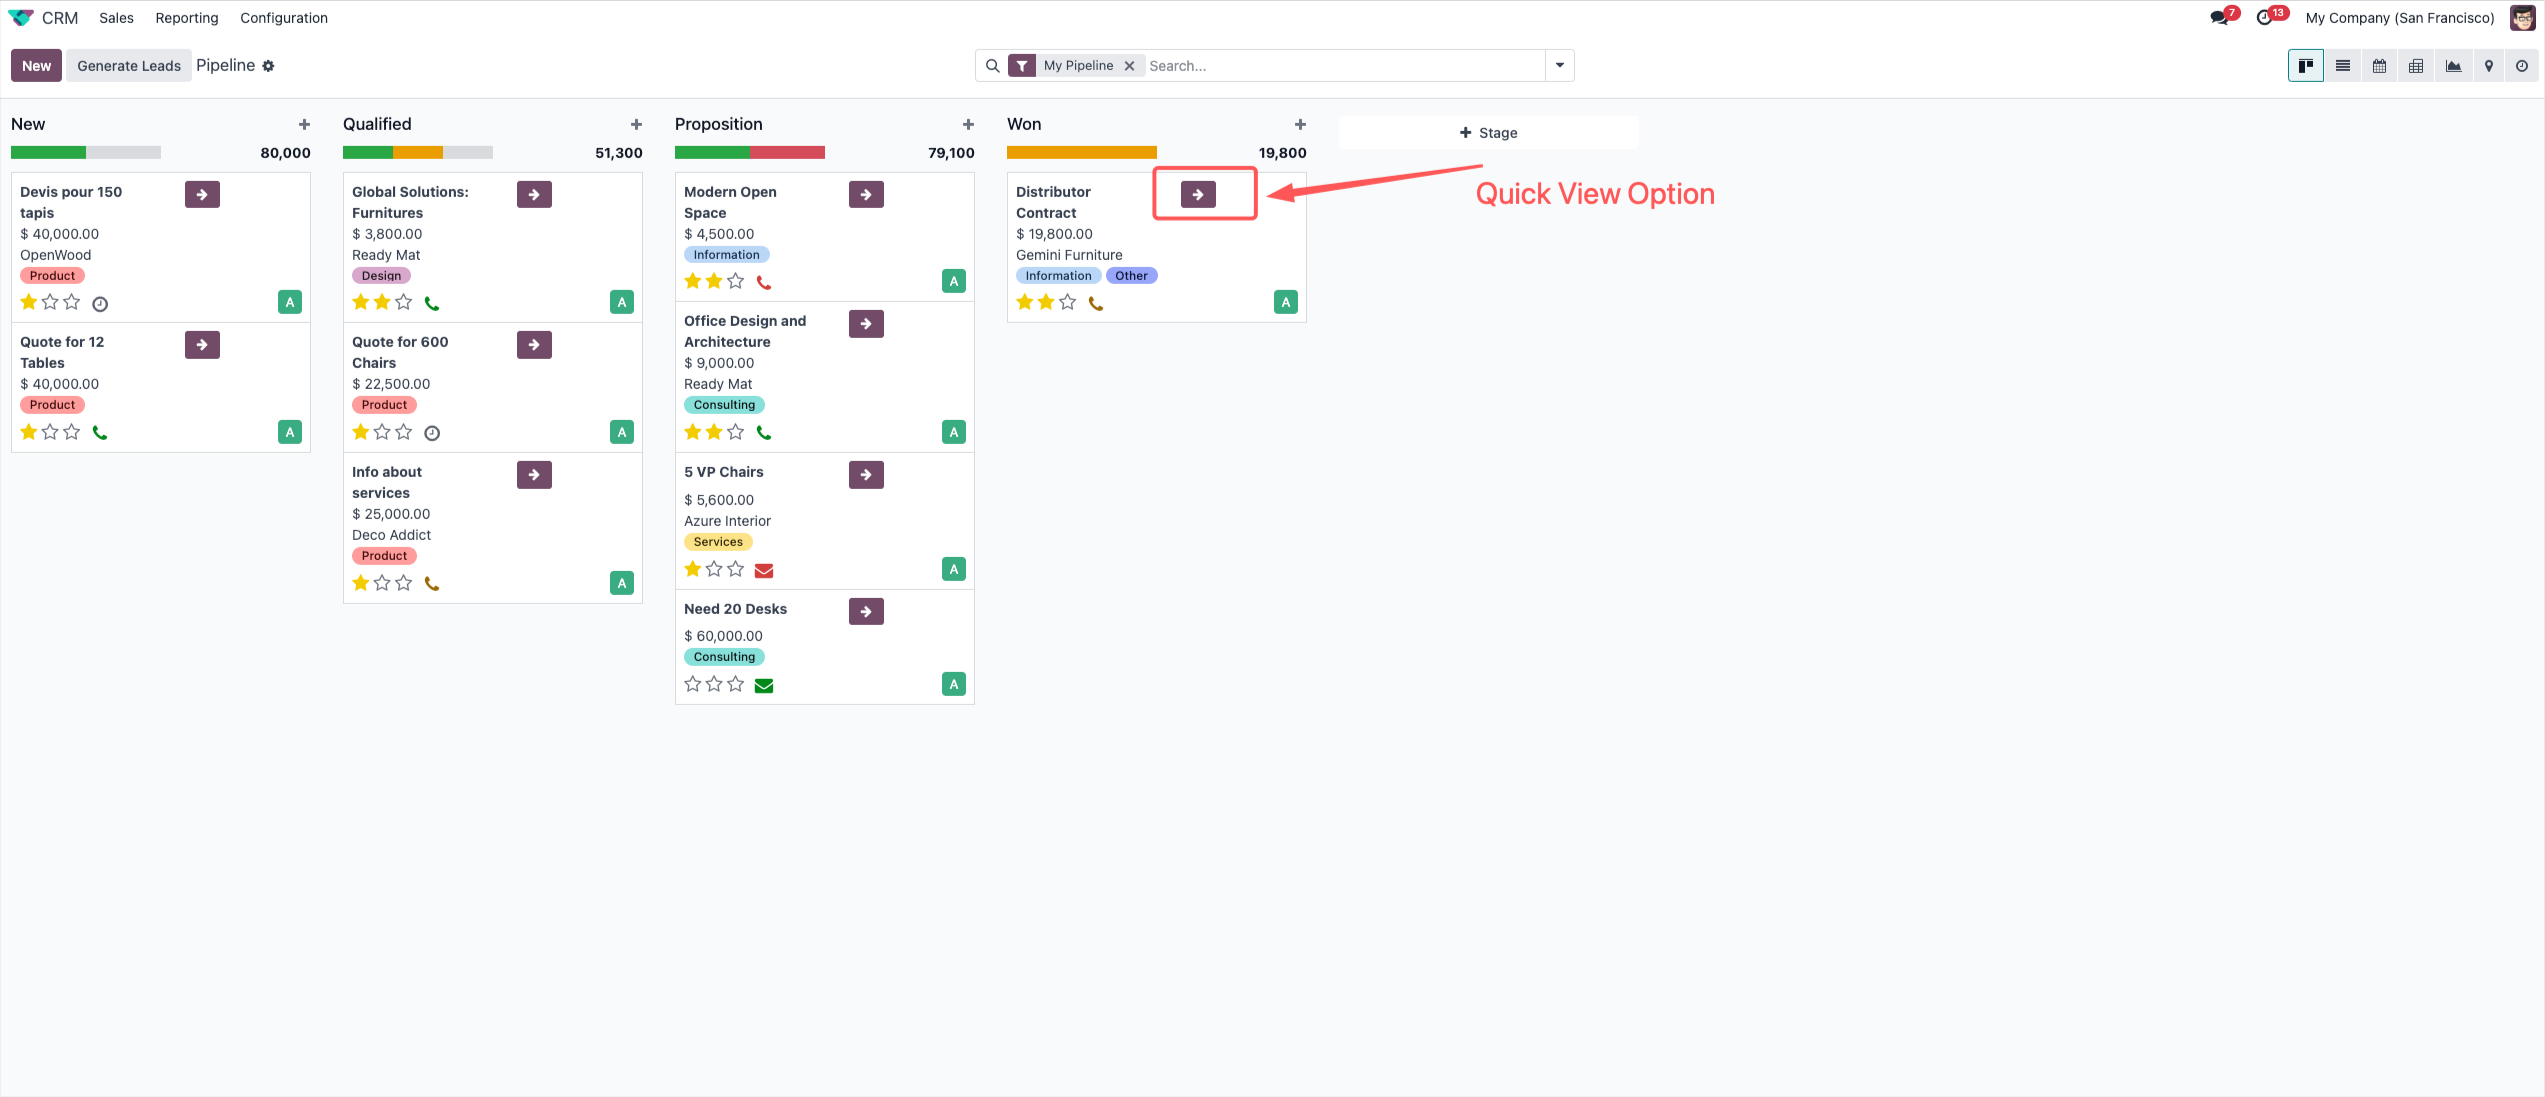 CRM Sales Reporting Configuration 7 13 My Company (San Francisco)
New Generate Leads Pipeline My Pipeline Search...
New
80,000
Devis pour 150
tapis
$ 40,000.00
OpenWood
Product
A
Quote for 12
Tables
$ 40,000.00
Product
A
Qualified
51,300
Global Solutions:
Furnitures
$ 3,800.00
Ready Mat
Design
A
Quote for 600
Chairs
$ 22,500.00
Product
A
Info about
services
$ 25,000.00
Deco Addict
Product
A
Proposition
79,100
Modern Open
Space
$ 4,500.00
Information
A
Office Design and
Architecture
$ 9,000.00
Ready Mat
Consulting
A
5 VP Chairs
$ 5,600.00
Azure Interior
Services
A
Need 20 Desks
$ 60,000.00
Consulting
A
Won
19,800
Distributor
Contract
$ 19,800.00
Gemini Furniture
Information Other
A
Stage
Quick View Option